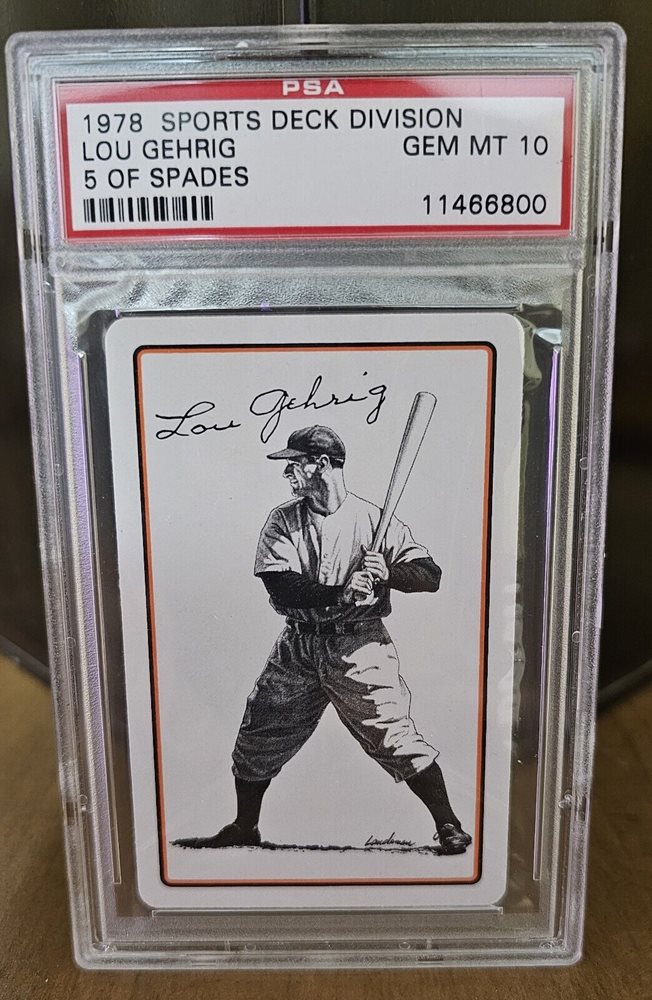 PSA
1978 SPORTS DECK DIVISION
LOU GEHRIG GEM MT 10
5 OF SPADES
11466800
Lou Gehrig